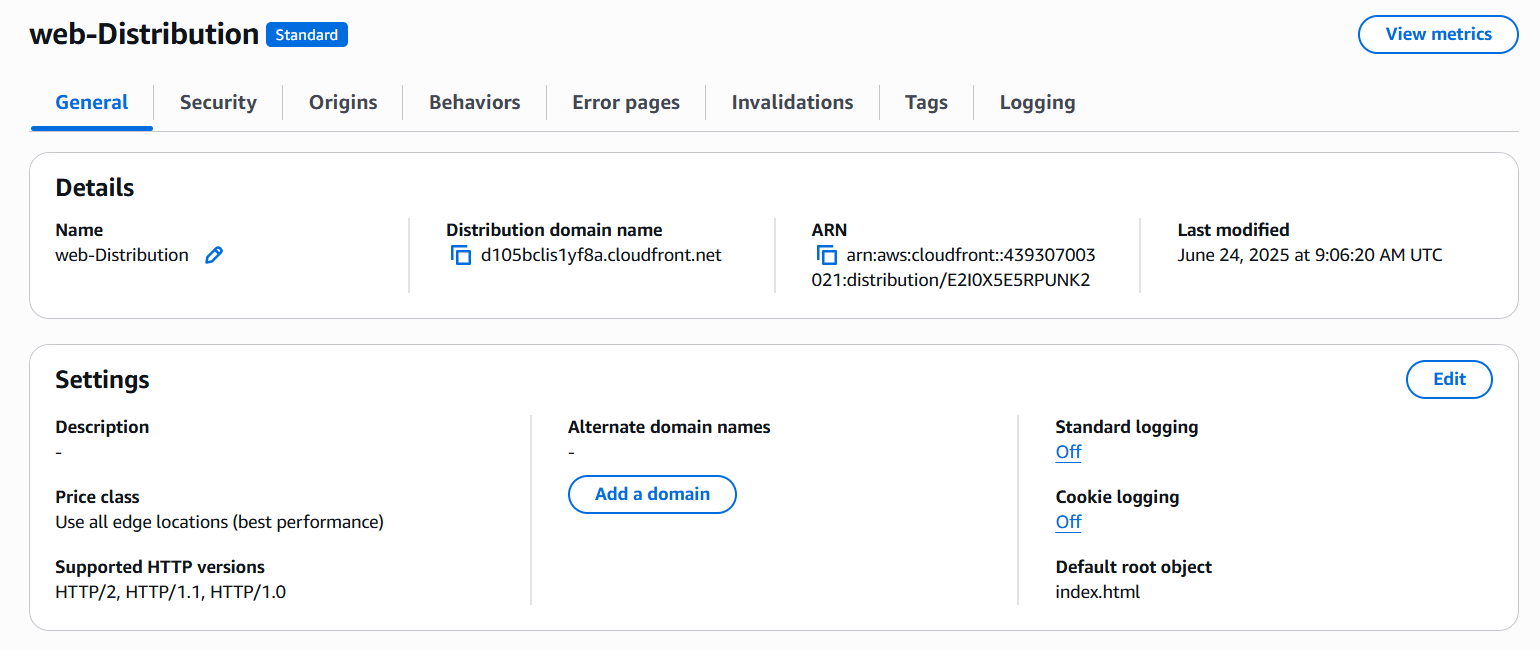 web-Distribution Standard
View metrics
General Security Origins Behaviors Error pages Invalidations Tags Logging
Details
Name
web-Distribution
Distribution domain name
d105bclis1yf8a.cloudfront.net
ARN
arn:aws:cloudfront::439307003
021:distribution/E2I0X5E5RPUNK2
Last modified
June 24, 2025 at 9:06:20 AM UTC
Settings
Edit
Description
-
Price class
Use all edge locations (best performance)
Supported HTTP versions
HTTP/2, HTTP/1.1, HTTP/1.0
Alternate domain names
-
Add a domain
Standard logging
Off
Cookie logging
Off
Default root object
index.html